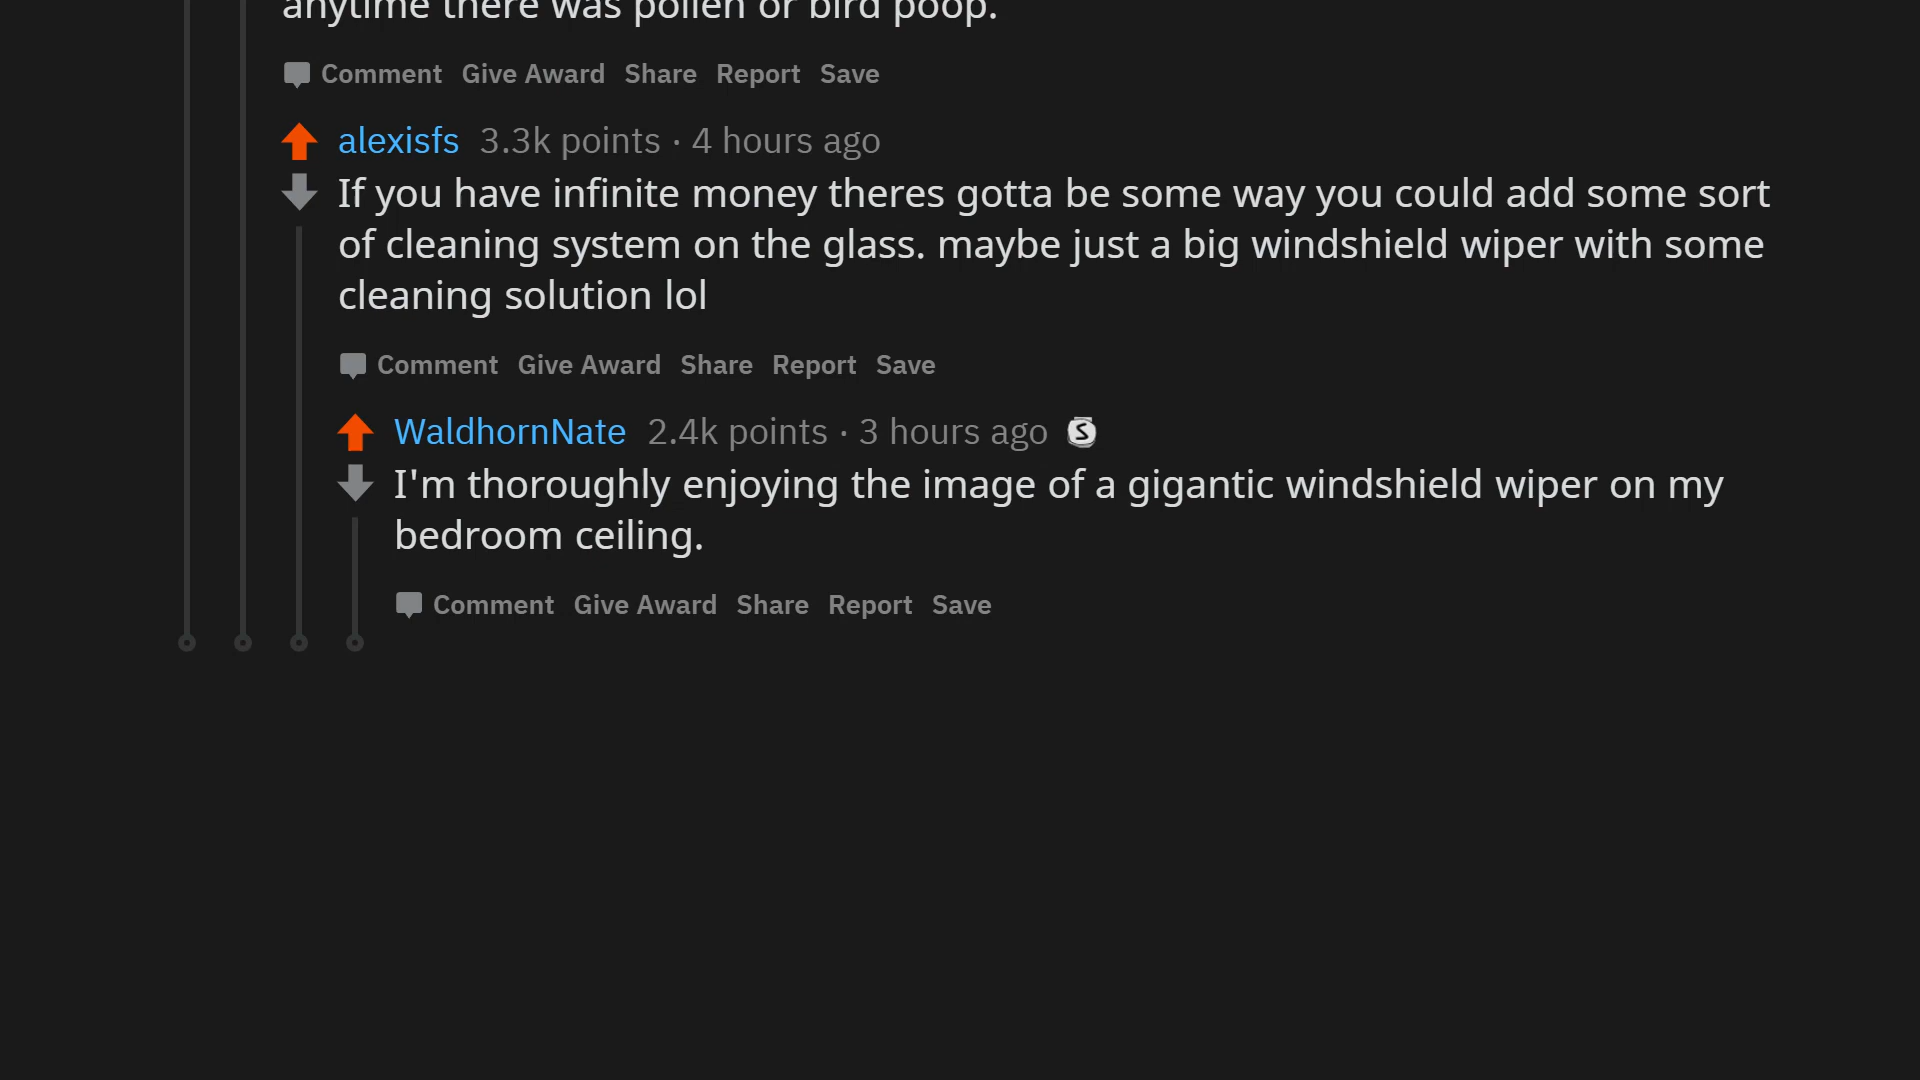 anytime there was pollen or bird poop.
Comment Give Award Share Report Save
alexisfs 3.3k points · 4 hours ago
If you have infinite money theres gotta be some way you could add some sort
of cleaning system on the glass. maybe just a big windshield wiper with some
cleaning solution lol
Comment Give Award Share Report Save
WaldhornNate 2.4k points · 3 hours ago S
I'm thoroughly enjoying the image of a gigantic windshield wiper on my
bedroom ceiling.
Comment Give Award Share Report Save